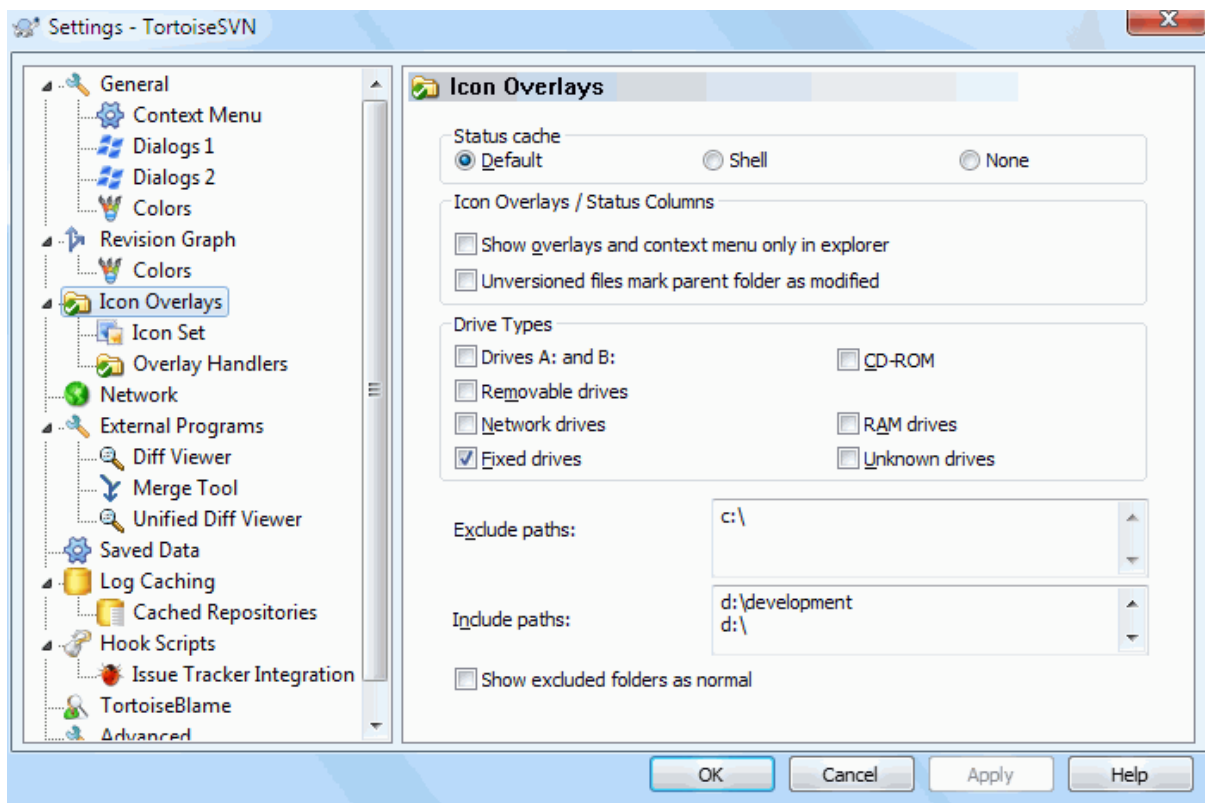 Settings - TortoiseSVN
General
Context Menu
Dialogs 1
Dialogs 2
Colors
Revision Graph
Colors
Icon Overlays
Icon Set
Overlay Handlers
Network
External Programs
Diff Viewer
Merge Tool
Unified Diff Viewer
Saved Data
Log Caching
Cached Repositories
Hook Scripts
Issue Tracker Integration
TortoiseBlame
Advanced
Icon Overlays
Status cache
Default Shell None
Icon Overlays / Status Columns
Show overlays and context menu only in explorer
Unversioned files mark parent folder as modified
Drive Types
Drives A: and B: CD-ROM
Removable drives
Network drives RAM drives
Fixed drives Unknown drives
Exclude paths: c:\
Include paths: d:\development
d:\
Show excluded folders as normal
OK Cancel Apply Help